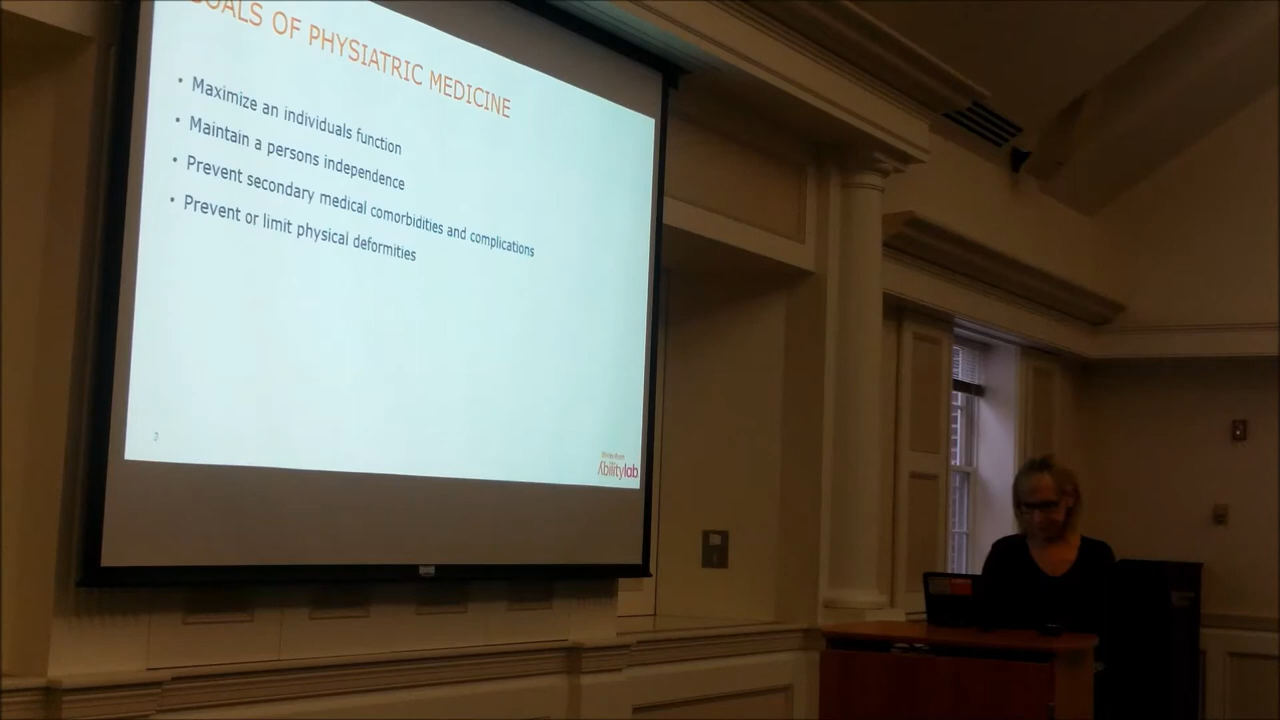 GOALS OF PHYSIATRIC MEDICINE
• Maximize an individuals function
• Maintain a persons independence
• Prevent secondary medical comorbidities and complications
• Prevent or limit physical deformities
Abilitylab